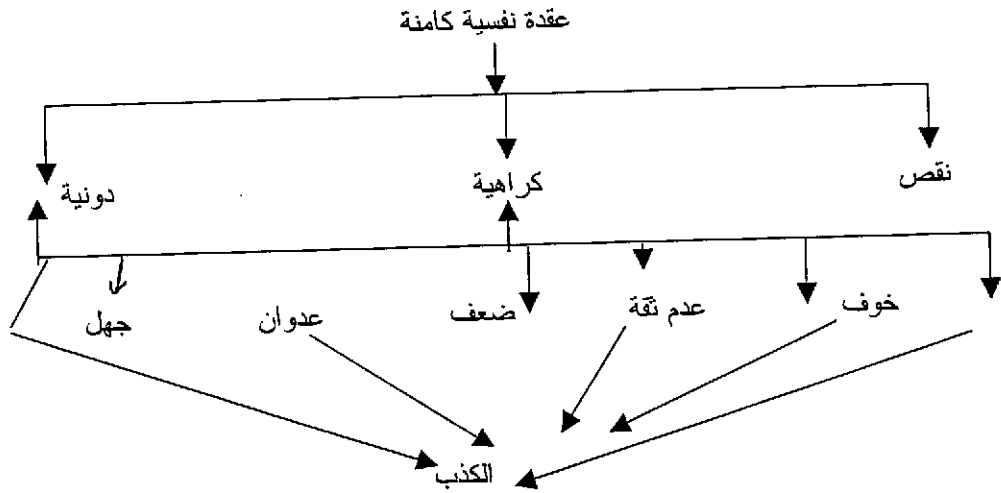 عقدة نفسية كامنة
نقص كراهية دونية
خوف عدم ثقة ضعف عدوان جهل
الكذب